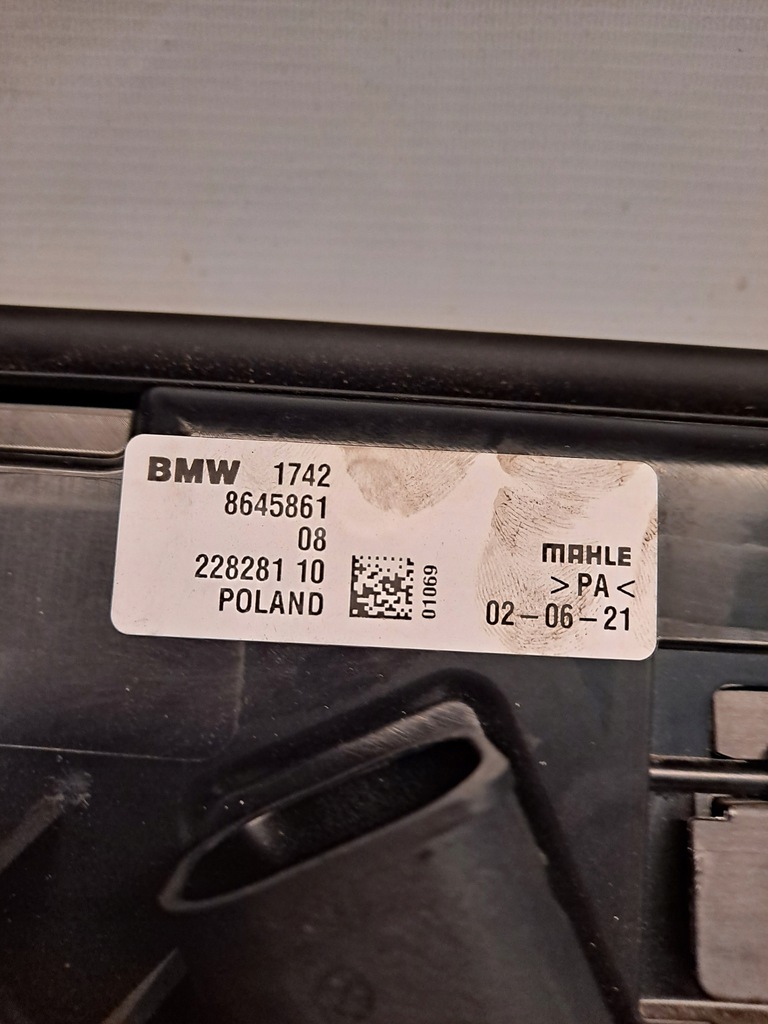 BMW 1742
8645861
08
228281 10
POLAND
01069
MAHLE
>PA<
02-06-21